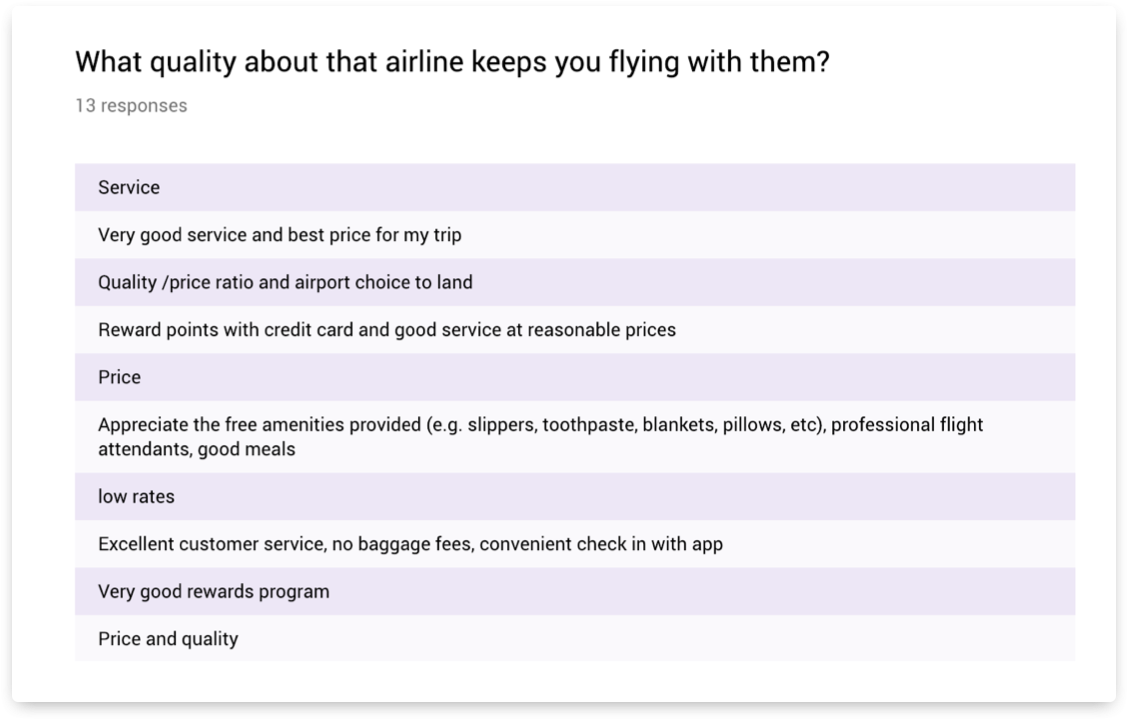 What quality about that airline keeps you flying with them?
13 responses
Service
Very good service and best price for my trip
Quality /price ratio and airport choice to land
Reward points with credit card and good service at reasonable prices
Price
Appreciate the free amenities provided (e.g. slippers, toothpaste, blankets, pillows, etc), professional flight
attendants, good meals
low rates
Excellent customer service, no baggage fees, convenient check in with app
Very good rewards program
Price and quality